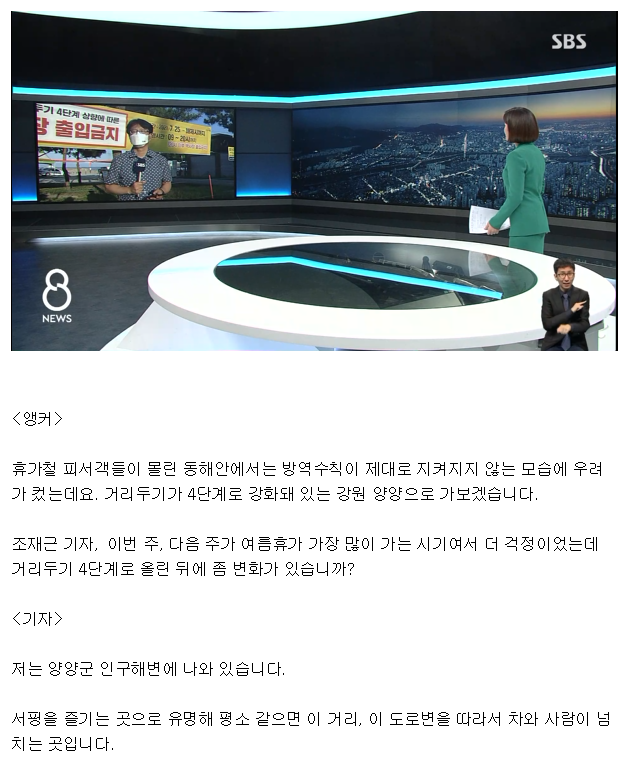 SBS
두기 4단계 상향에 따른
장 출입금지
8
NEWS
<앵커>
휴가철 피서객들이 몰린 동해안에서는 방역수칙이 제대로 지켜지지 않는 모습에 우려
가 컸는데요. 거리두기가 4단계로 강화돼 있는 강원 양양으로 가보겠습니다.
조재근 기자, 이번 주, 다음 주가 여름휴가 가장 많이 가는 시기여서 더 걱정이었는데
거리두기 4단계로 올린 뒤에 좀 변화가 있습니까?
<기자>
저는 양양군 인구해변에 나와 있습니다.
서핑을 즐기는 곳으로 유명해 평소 같으면 이 거리, 이 도로변을 따라서 차와 사람이 넘
치는 곳입니다.